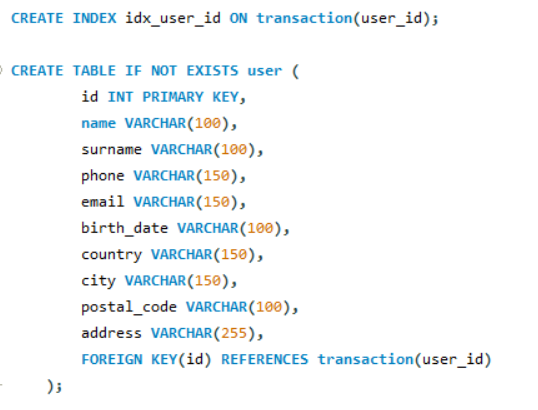 CREATE INDEX idx_user_id ON transaction(user_id);
CREATE TABLE IF NOT EXISTS user (
id INT PRIMARY KEY,
name VARCHAR(100),
surname VARCHAR(100),
phone VARCHAR(150),
email VARCHAR(150),
birth_date VARCHAR(100),
country VARCHAR(150),
city VARCHAR(150),
postal_code VARCHAR(100),
address VARCHAR(255),
FOREIGN KEY(id) REFERENCES transaction(user_id)
);